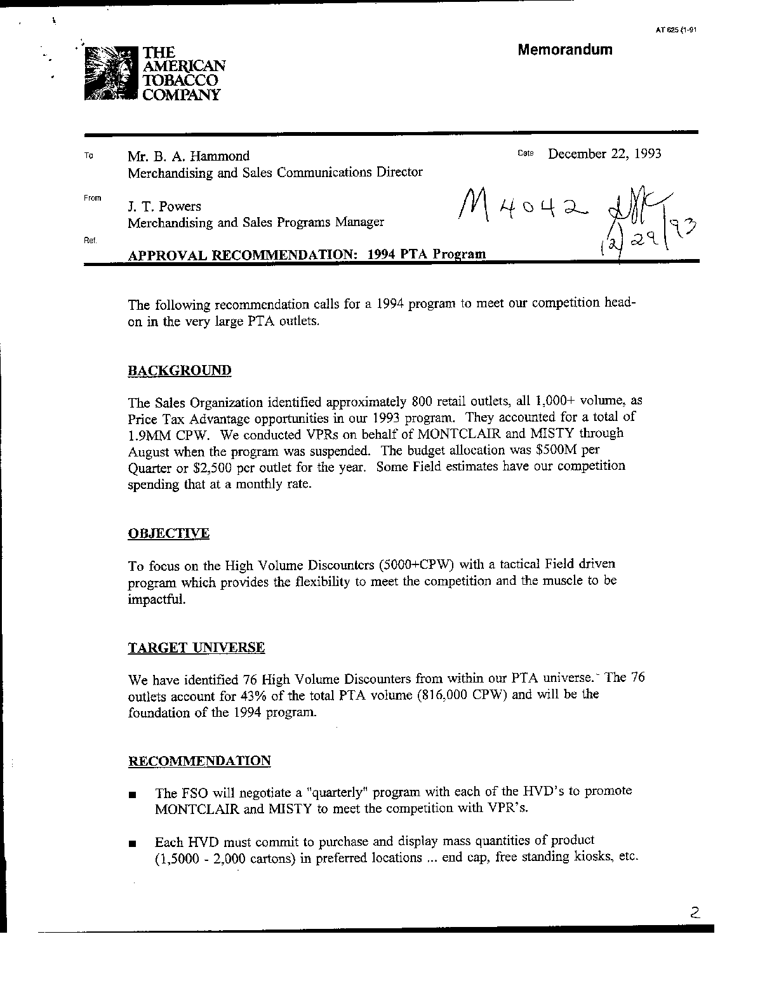 AT 625 (1-91
THE
AMERICAN
TOBACCO
COMPANY
Memorandum
To Mr. B. A. Hammond
Merchandising and Sales Communications Director
Date December 22, 1993
From J. T. Powers
Merchandising and Sales Programs Manager
M4042
12/29/93
Ref. APPROVAL RECOMMENDATION: 1994 PTA Program
The following recommendation calls for a 1994 program to meet our competition head-
on in the very large PTA outlets.
BACKGROUND
The Sales Organization identified approximately 800 retail outlets, all 1,000+ volume, as
Price Tax Advantage opportunities in our 1993 program. They accounted for a total of
1.9MM CPW. We conducted VPRs on behalf of MONTCLAIR and MISTY through
August when the program was suspended. The budget allocation was $500M per
Quarter or $2,500 per outlet for the year. Some Field estimates have our competition
spending that at a monthly rate.
OBJECTIVE
To focus on the High Volume Discounters (5000+CPW) with a tactical Field driven
program which provides the flexibility to meet the competition and the muscle to be
impactful.
TARGET UNIVERSE
We have identified 76 High Volume Discounters from within our PTA universe. The 76
outlets account for 43% of the total PTA volume (816,000 CPW) and will be the
foundation of the 1994 program.
RECOMMENDATION
■ The FSO will negotiate a "quarterly" program with each of the HVD's to promote
MONTCLAIR and MISTY to meet the competition with VPR's.
■ Each HVD must commit to purchase and display mass quantities of product
(1,5000 - 2,000 cartons) in preferred locations ... end cap, free standing kiosks, etc.
2